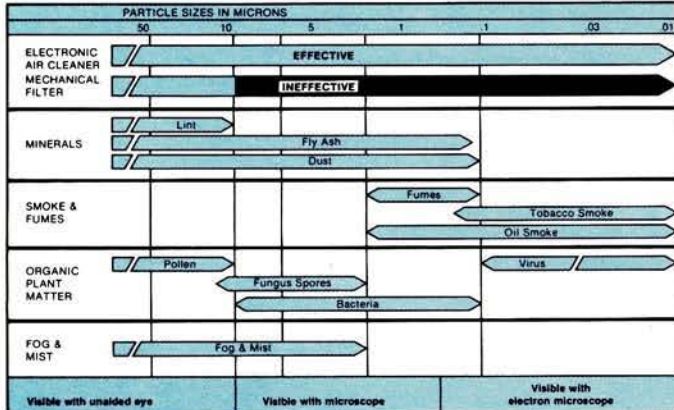 PARTICLE SIZES IN MICRONS
50 10 5 1 .1 .03 .01
ELECTRONIC
AIR CLEANER
EFFECTIVE
MECHANICAL
FILTER
INEFFECTIVE
MINERALS
Lint
Fly Ash
Dust
SMOKE &
FUMES
Fumes
Tobacco Smoke
Oil Smoke
ORGANIC
PLANT
MATTER
Pollen
Virus
Fungus Spores
Bacteria
FOG &
MIST
Fog & Mist
Visible with unaided eye
Visible with microscope
Visible with
electron microscope